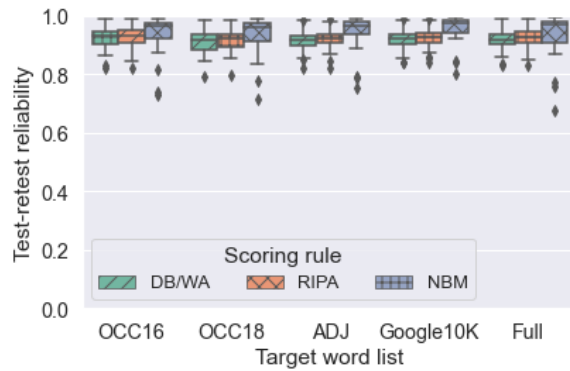 Test-retest reliability
1.0
0.8
0.6
0.4
0.2
0.0
Scoring rule
DB/WA RIPA NBM
OCC16 OCC18 ADJ Google10K Full
Target word list